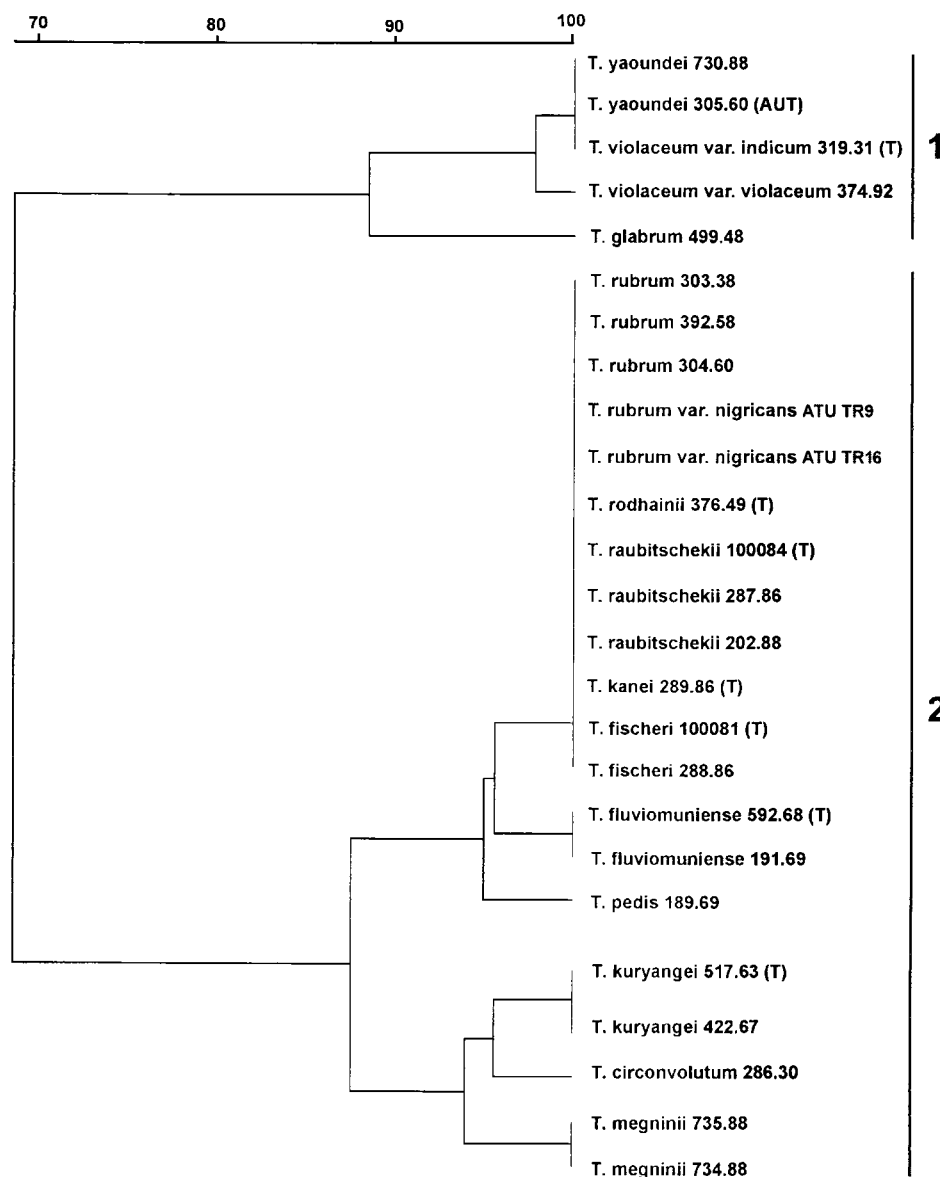 70 80 90 100
T. yaoundei 730.88
T. yaoundei 305.60 (AUT)
T. violaceum var. indicum 319.31 (T)
T. violaceum var. violaceum 374.92
T. glabrum 499.48
1
T. rubrum 303.38
T. rubrum 392.58
T. rubrum 304.60
T. rubrum var. nigricans ATU TR9
T. rubrum var. nigricans ATU TR16
T. rodhainii 376.49 (T)
T. raubitschekii 100084 (T)
T. raubitschekii 287.86
T. raubitschekii 202.88
T. kanei 289.86 (T)
T. fischeri 100081 (T)
T. fischeri 288.86
T. fluviomuniense 592.68 (T)
T. fluviomuniense 191.69
T. pedis 189.69
T. kuryangei 517.63 (T)
T. kuryangei 422.67
T. circonvolutum 286.30
T. megninii 735.88
T. megninii 734.88
2